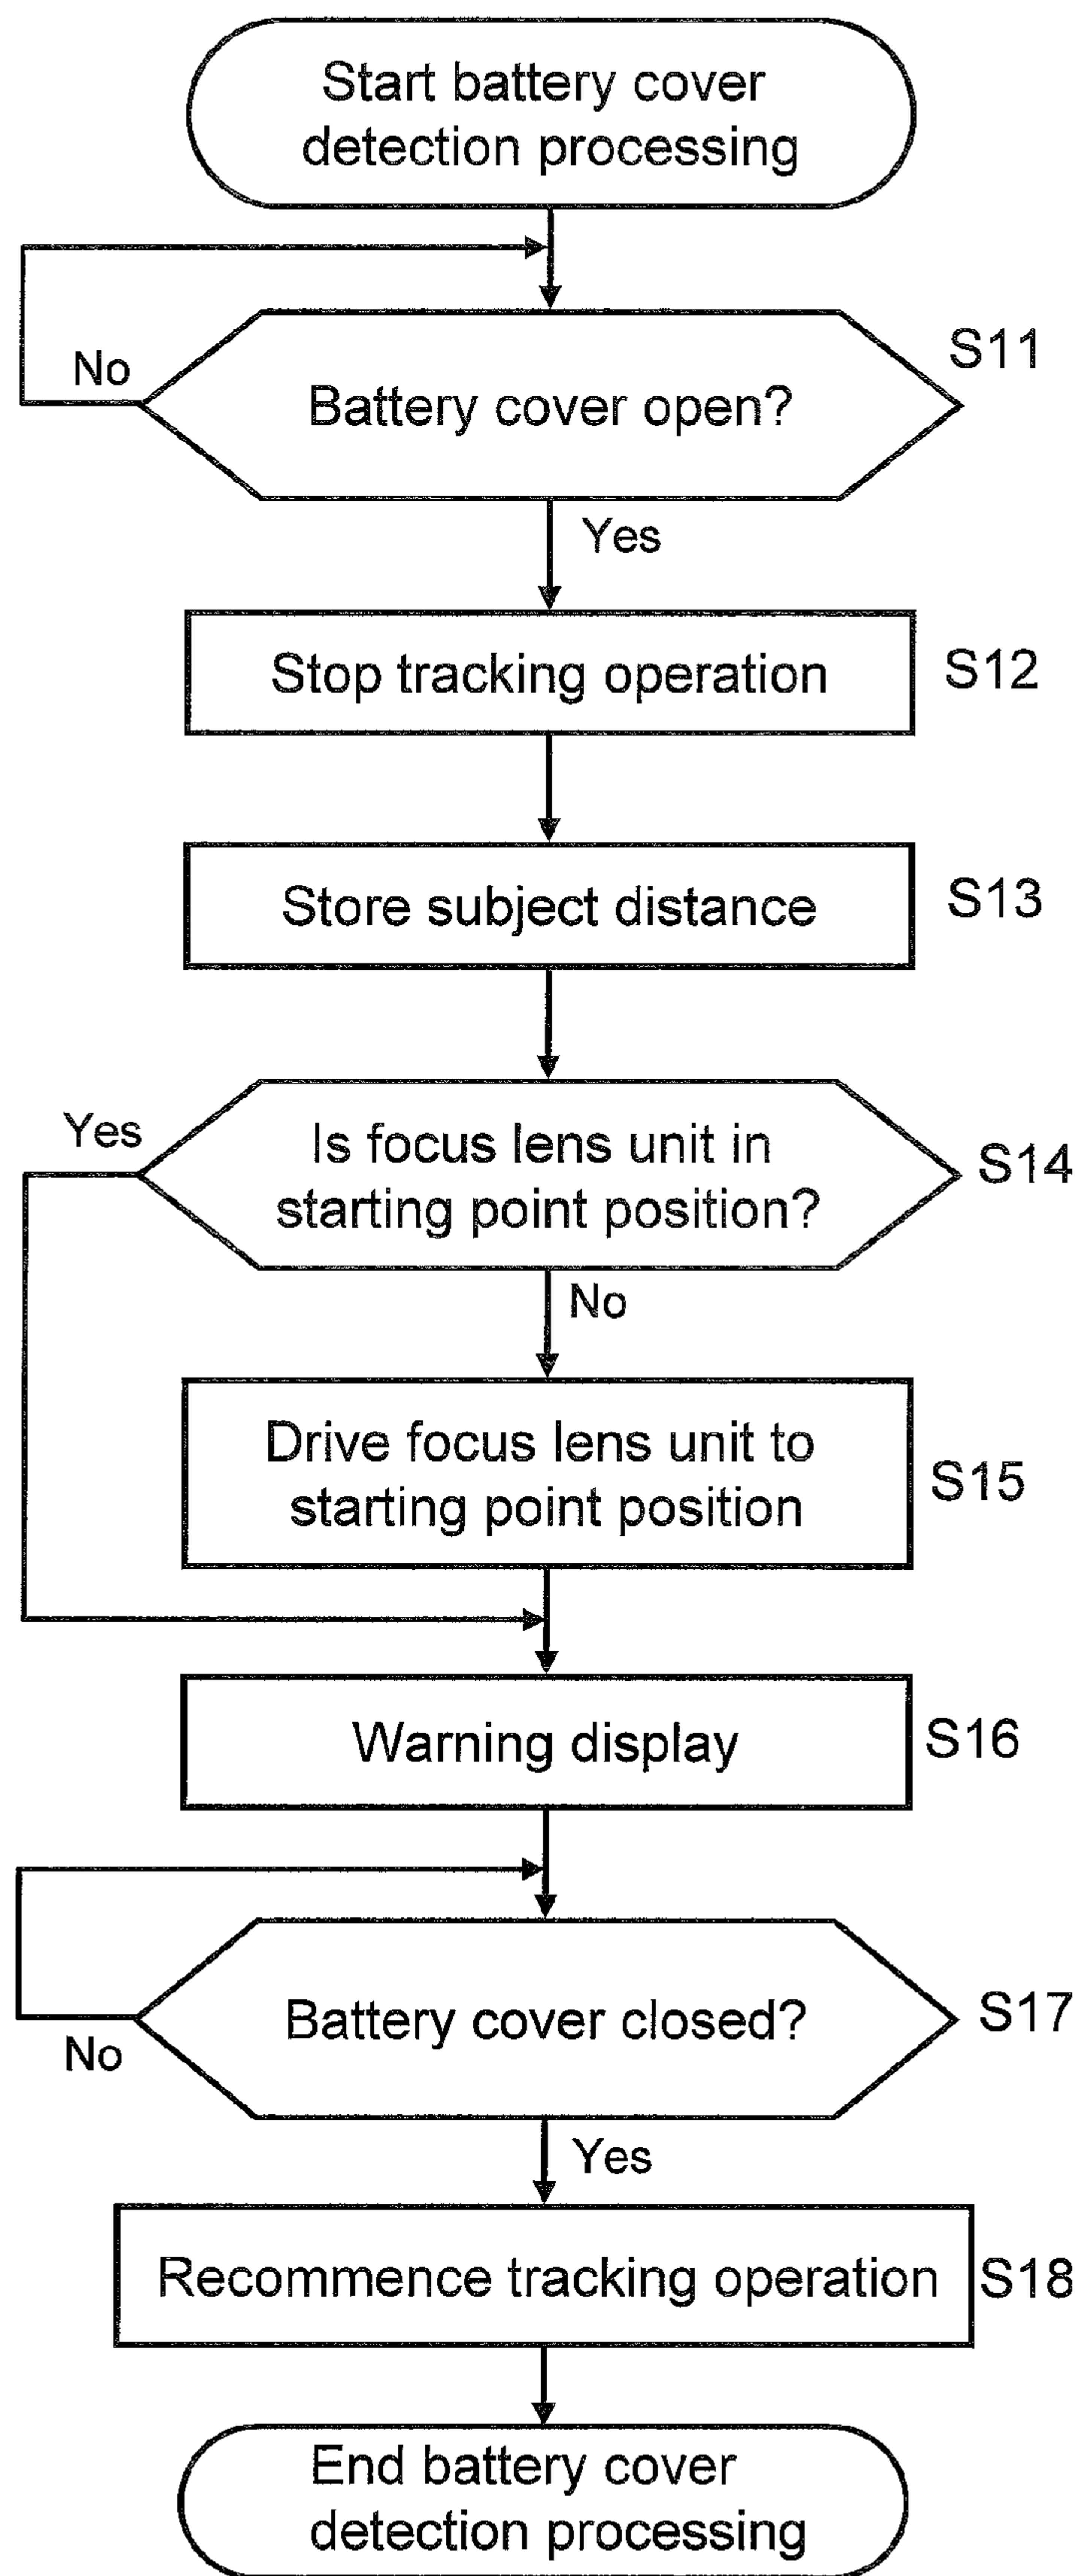 Start battery cover
detection processing
No
Battery cover open?
S11
Yes
Stop tracking operation
S12
Store subject distance
S13
Yes
Is focus lens unit in
starting point position?
S14
No
Drive focus lens unit to
starting point position
S15
Warning display
S16
Battery cover closed?
S17
No
Yes
Recommence tracking operation
S18
End battery cover
detection processing